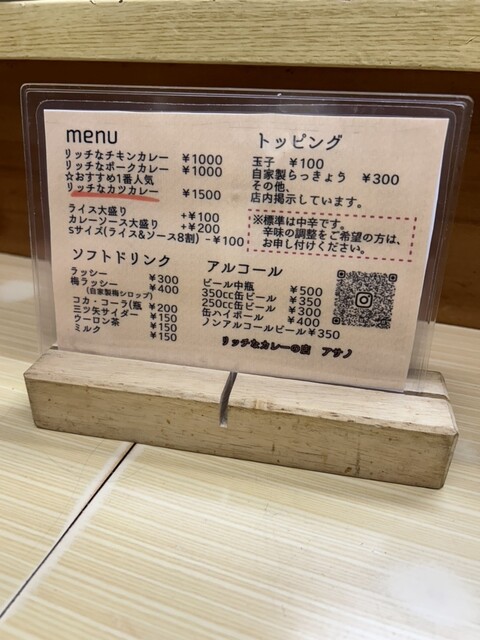 menu
リッチなチキンカレー ¥1000
リッチなポークカレー ¥1000
☆おすすめ1番人気
リッチなカツカレー ¥1500
ライス大盛り +¥100
カレーソース大盛り +¥200
Sサイズ(ライス&ソース8割) -¥100
トッピング
玉子 ¥100
自家製らっきょう ¥300
その他、
店内掲示しています。
※標準は中辛です。
辛味の調整をご希望の方は、
お申し付けください。
ソフトドリンク
ラッシー ¥300
梅ラッシー ¥400
(自家製梅シロップ)
コカ・コーラ(瓶 ¥200
三ツ矢サイダー ¥150
ウーロン茶 ¥150
ミルク ¥150
アルコール
ビール中瓶 ¥500
350cc缶ビール ¥350
250cc缶ビール ¥300
缶ハイボール ¥400
ノンアルコールビール ¥350
リッチなカレーの店 アサノ